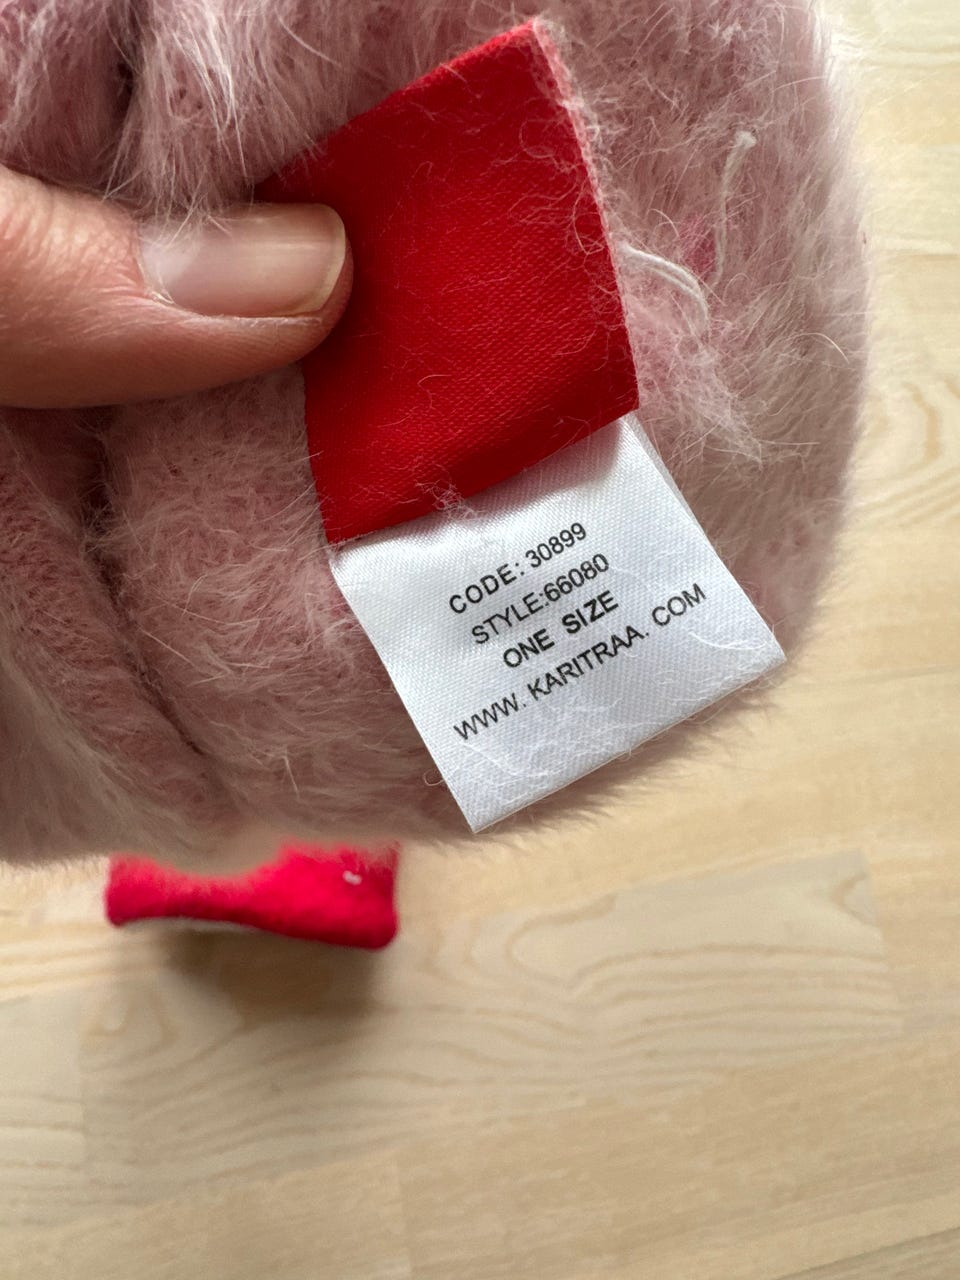 CODE: 30899
STYLE:66080
ONE SIZE
WWW. KARITRAA. COM